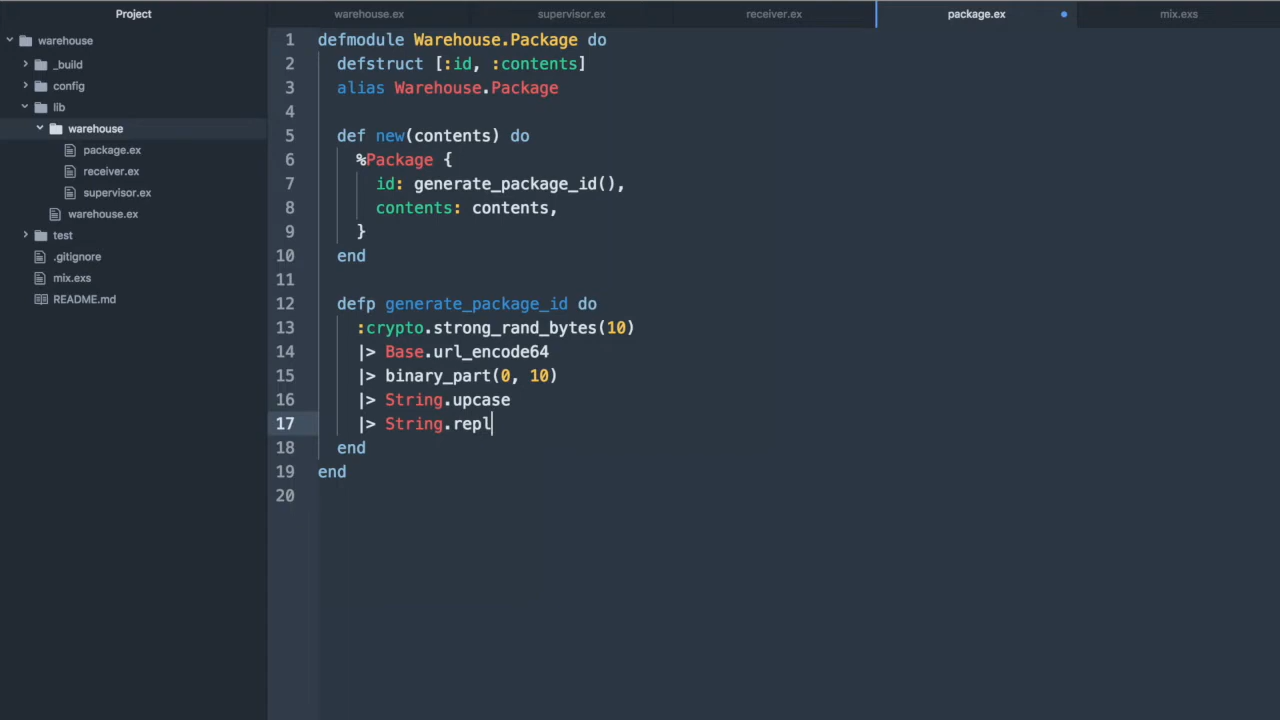 Project
warehouse
_build
config
lib
warehouse
package.ex
receiver.ex
supervisor.ex
warehouse.ex
test
.gitignore
mix.exs
README.md
warehouse.ex supervisor.ex receiver.ex package.ex mix.exs
1 defmodule Warehouse.Package do
2 defstruct [:id, :contents]
3 alias Warehouse.Package
4
5 def new(contents) do
6 %Package {
7 id: generate_package_id(),
8 contents: contents,
9 }
10 end
11
12 defp generate_package_id do
13 :crypto.strong_rand_bytes(10)
14 |> Base.url_encode64
15 |> binary_part(0, 10)
16 |> String.upcase
17 |> String.repl
18 end
19 end
20